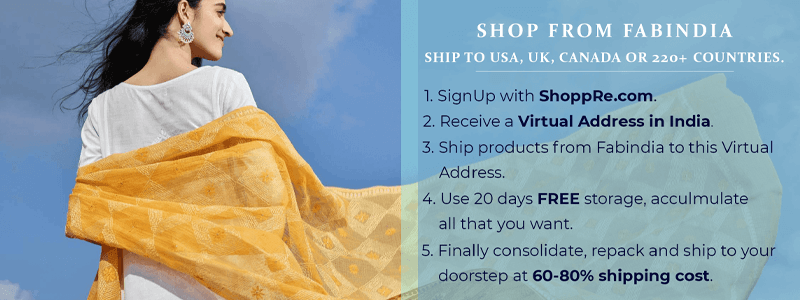 SHOP FROM FABINDIA
SHIP TO USA, UK, CANADA OR 220+ COUNTRIES.
1. SignUp with ShoppRe.com.
2. Receive a Virtual Address in India.
3. Ship products from Fabindia to this Virtual
Address.
4. Use 20 days FREE storage, acculmulate
all that you want.
5. Finally consolidate, repack and ship to your
doorstep at 60-80% shipping cost.